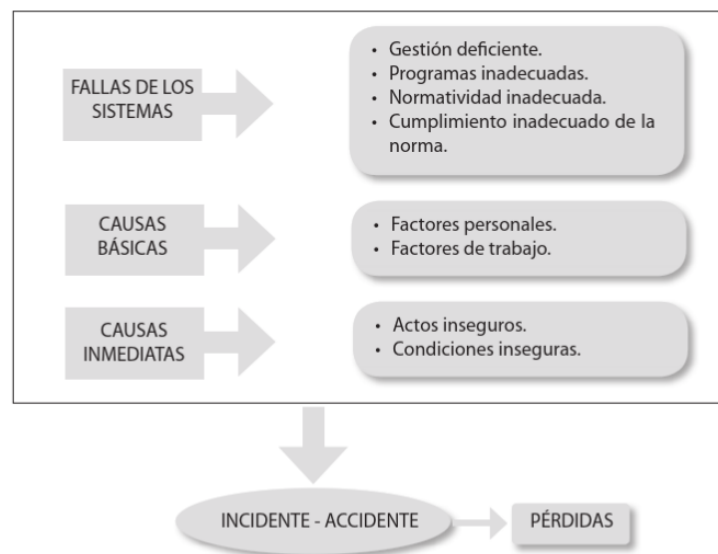 FALLAS DE LOS
SISTEMAS
• Gestión deficiente.
• Programas inadecuadas.
• Normatividad inadecuada.
• Cumplimiento inadecuado de la
norma.
CAUSAS
BÁSICAS
• Factores personales.
• Factores de trabajo.
CAUSAS
INMEDIATAS
• Actos inseguros.
• Condiciones inseguras.
INCIDENTE - ACCIDENTE
PÉRDIDAS